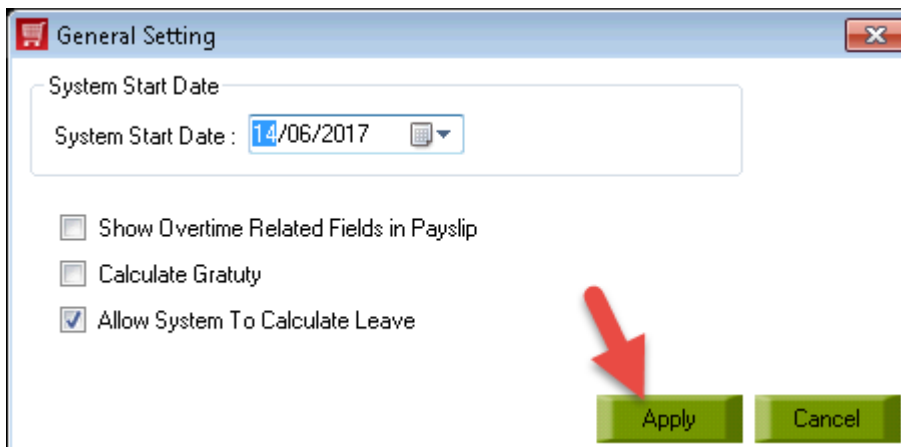 General Setting
System Start Date
System Start Date : 14/06/2017
Show Overtime Related Fields in Payslip
Calculate Gratuty
Allow System To Calculate Leave
Apply Cancel